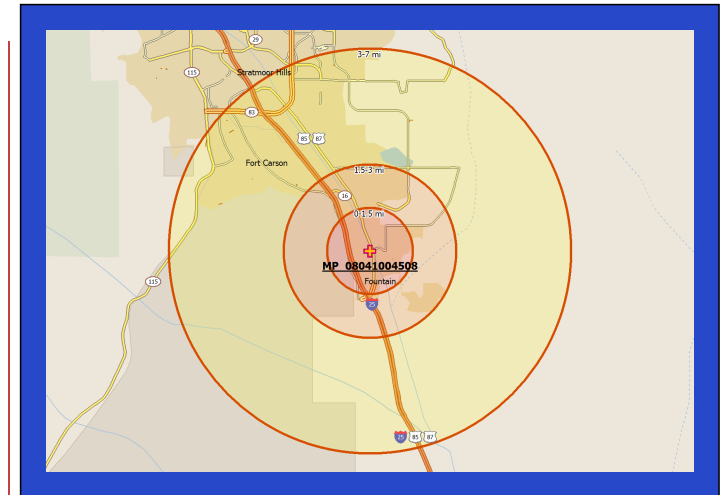 29
3-7 mi
115
Stratmoor Hills
83
85 87
Fort Carson
1.5-3 mi
16
0-1.5 mi
MP_08041004508
Fountain
115
25
25 85 87